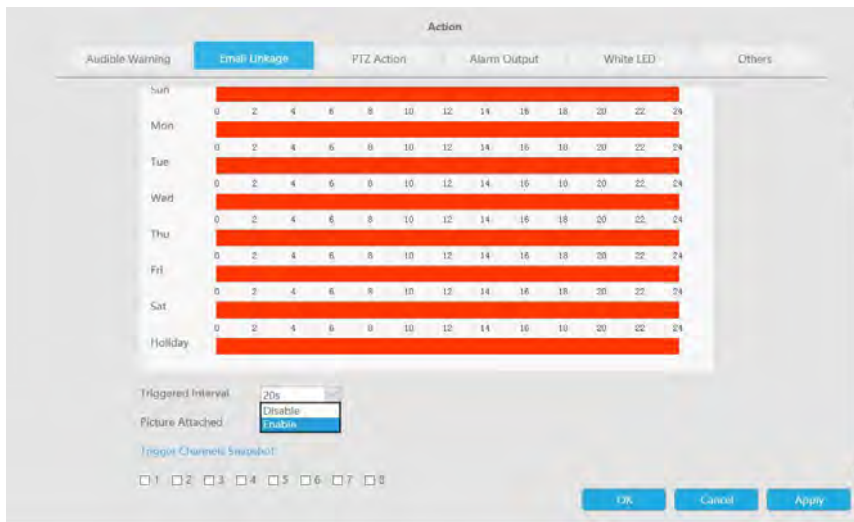 Action
Audible Warning Email Linkage PTZ Action Alarm Output White LED Others
Sun
0 2 4 6 8 10 12 14 16 18 20 22 24
Mon
0 2 4 6 8 10 12 14 16 18 20 22 24
Tue
0 2 4 6 8 10 12 14 16 18 20 22 24
Wed
0 2 4 6 8 10 12 14 16 18 20 22 24
Thu
0 2 4 6 8 10 12 14 16 18 20 22 24
Fri
0 2 4 6 8 10 12 14 16 18 20 22 24
Sat
0 2 4 6 8 10 12 14 16 18 20 22 24
Holiday
Triggered Interval 20s
Disable
Picture Attached Enable
Trigger Channels Snapshot
1 2 3 4 5 6 7 8
OK Cancel Apply